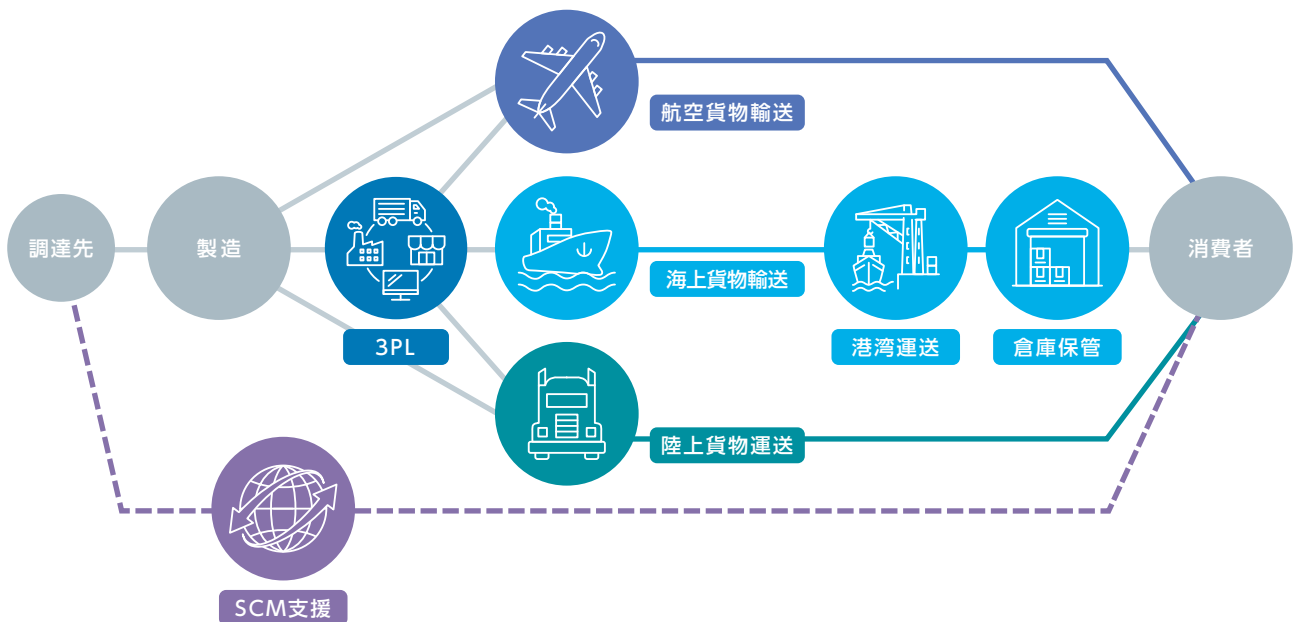 航空貨物輸送
調達先
製造
3PL
海上貨物輸送
港湾運送
倉庫保管
消費者
陸上貨物運送
SCM支援